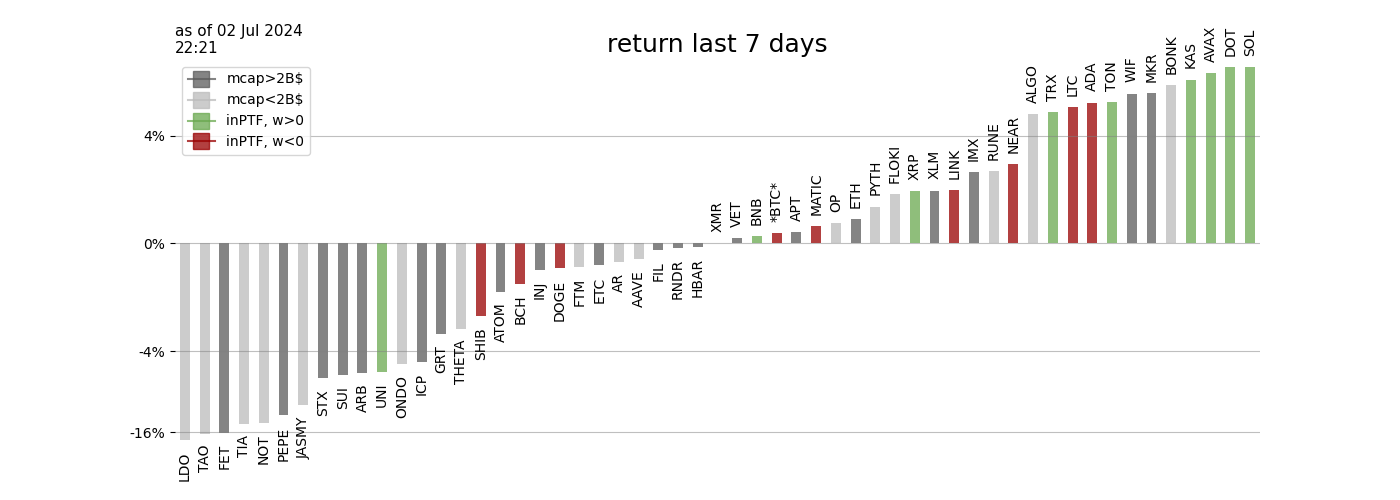 as of 02 Jul 2024
22:21
return last 7 days
mcap>2B$
mcap<2B$
inPTF, w>0
inPTF, w<0
4%
0%
-4%
-16%
LDO
TAO
FET
TIA
NOT
PEPE
JASMY
STX
SUI
ARB
UNI
ONDO
ICP
GRT
THETA
SHIB
ATOM
BCH
INJ
DOGE
FTM
ETC
AR
AAVE
FIL
RNDR
HBAR
XMR
VET
BNB
*BTC*
APT
MATIC
OP
ETH
PYTH
FLOKI
XRP
XLM
LINK
IMX
RUNE
NEAR
ALGO
TRX
LTC
ADA
TON
WIF
MKR
BONK
KAS
AVAX
DOT
SOL